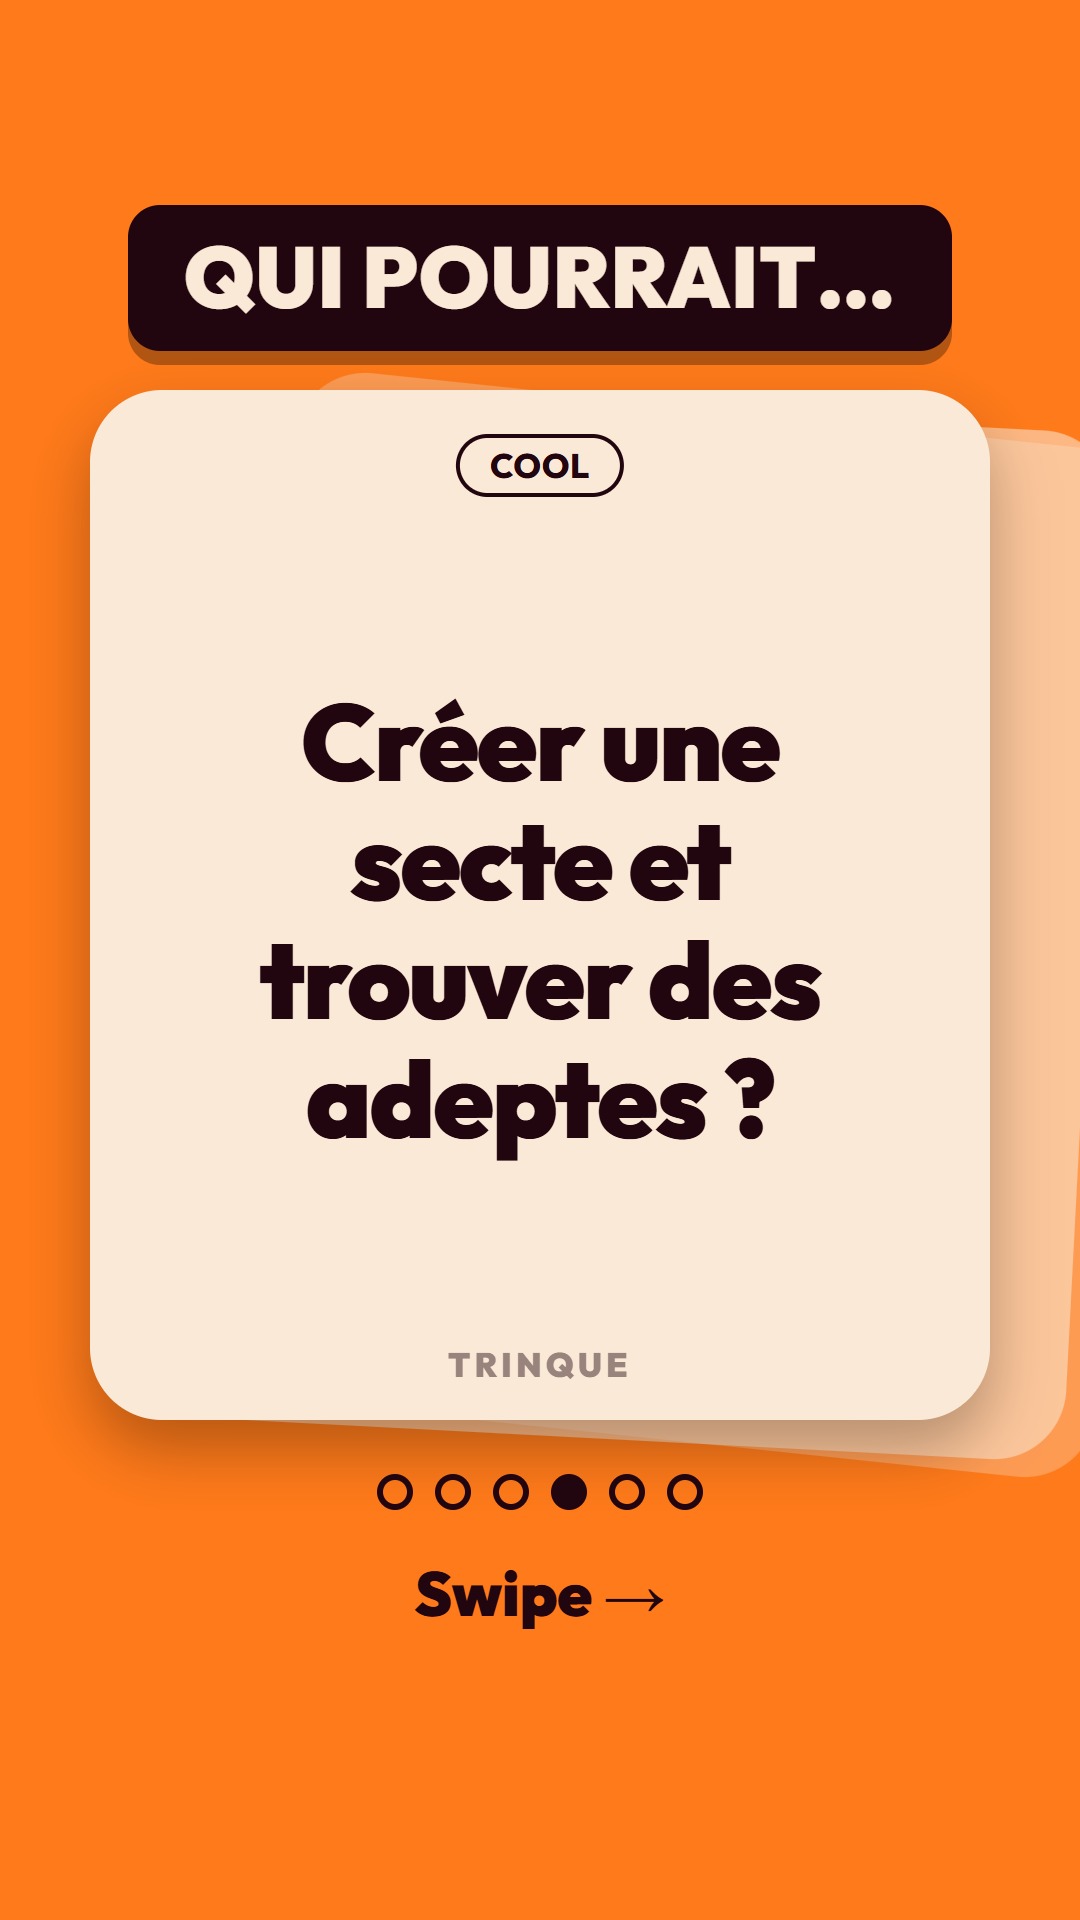 QUI POURRAIT...
COOL
Créer une
secte et
trouver des
adeptes ?
TRINQUE
Swipe →